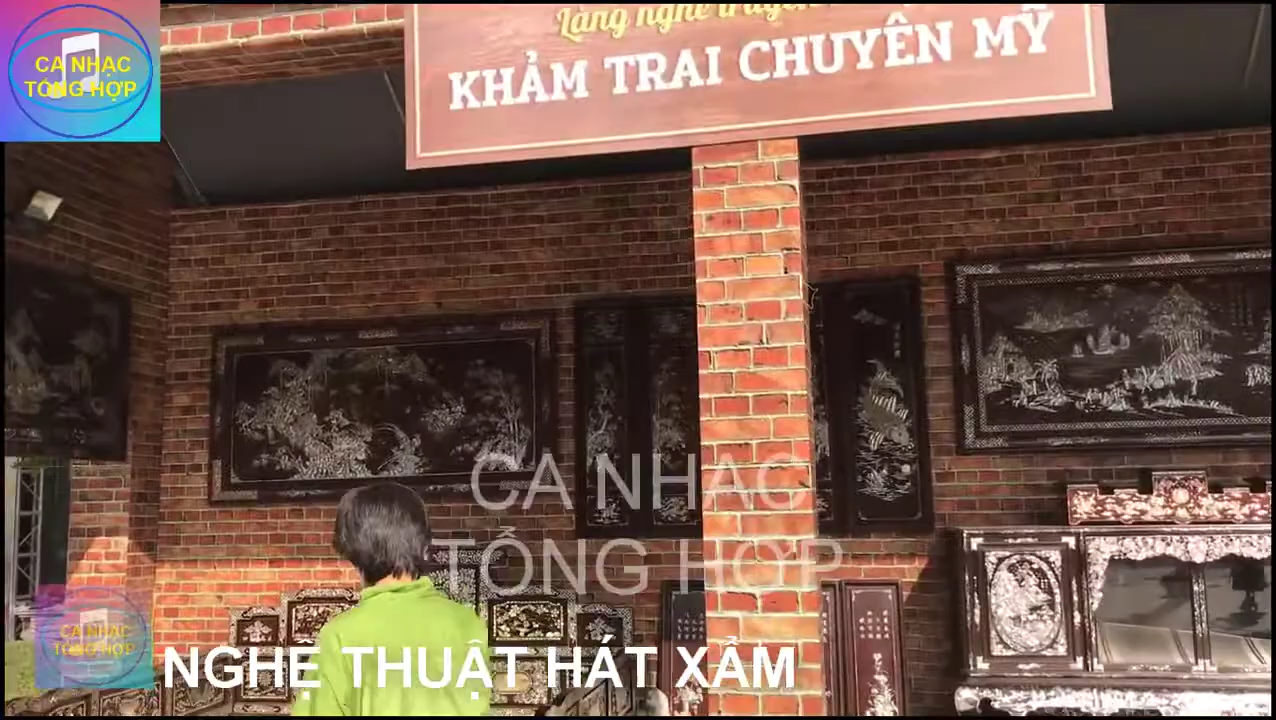 CA NHẠC
TỔNG HỢP
Làng nghề truyền
KHẢM TRAI CHUYÊN MỸ
CA NHẠC
TỔNG HỢP
CA NHẠC
TỔNG HỢP
NGHỆ THUẬT HÁT XẨM